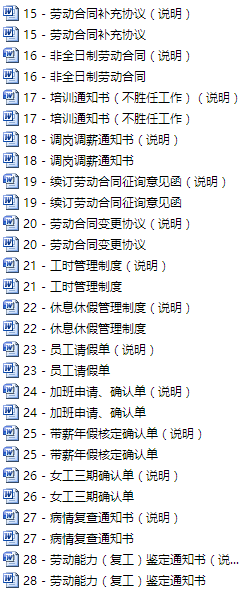 15 - 劳动合同补充协议（说明）
15 - 劳动合同补充协议
16 - 非全日制劳动合同（说明）
16 - 非全日制劳动合同
17 - 培训通知书（不胜任工作）（说明）
17 - 培训通知书（不胜任工作）
18 - 调岗调薪通知书（说明）
18 - 调岗调薪通知书
19 - 续订劳动合同征询意见函（说明）
19 - 续订劳动合同征询意见函
20 - 劳动合同变更协议（说明）
20 - 劳动合同变更协议
21 - 工时管理制度（说明）
21 - 工时管理制度
22 - 休息休假管理制度（说明）
22 - 休息休假管理制度
23 - 员工请假单（说明）
23 - 员工请假单
24 - 加班申请、确认单（说明）
24 - 加班申请、确认单
25 - 带薪年假核定确认单（说明）
25 - 带薪年假核定确认单
26 - 女工三期确认单（说明）
26 - 女工三期确认单
27 - 病情复查通知书（说明）
27 - 病情复查通知书
28 - 劳动能力（复工）鉴定通知书（说...
28 - 劳动能力（复工）鉴定通知书